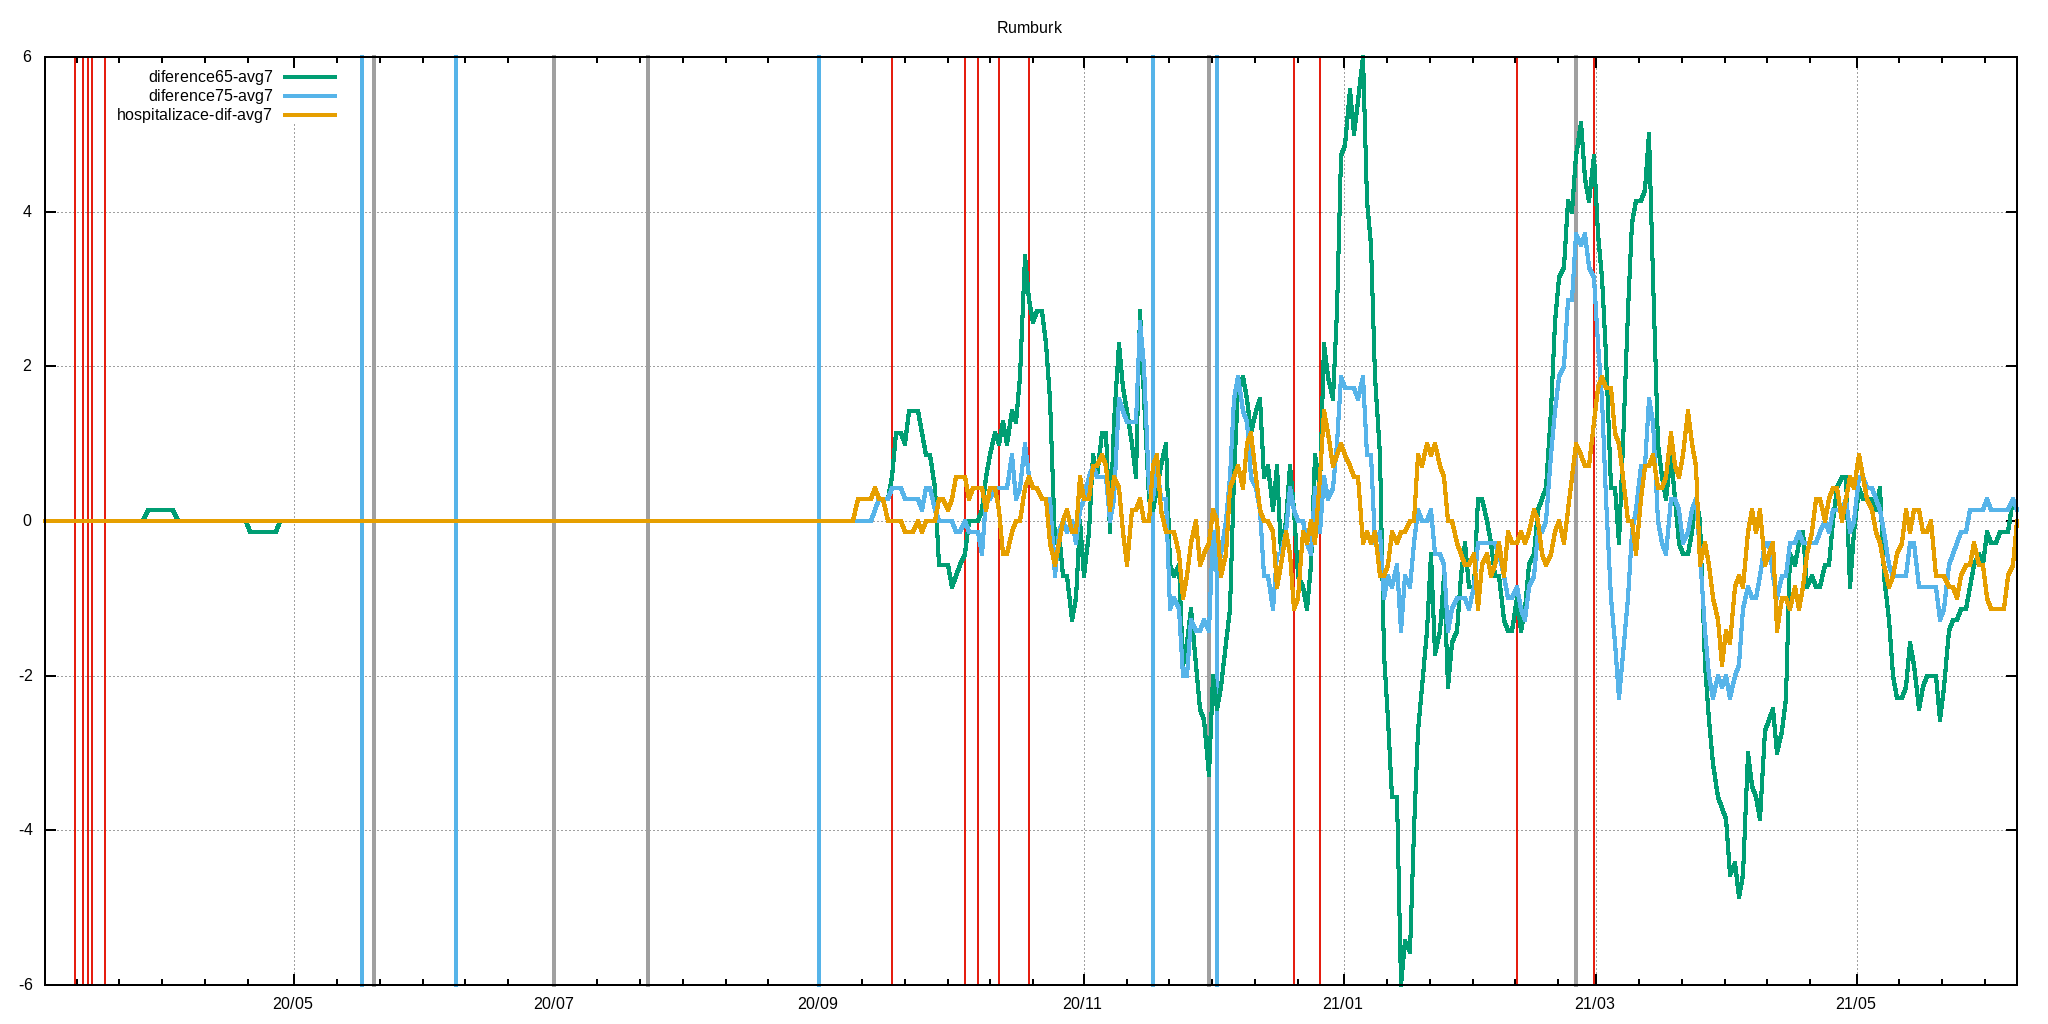 Rumburk
diference65-avg7
diference75-avg7
hospitalizace-dif-avg7
6
4
2
0
-2
-4
-6
20/05 20/07 20/09 20/11 21/01 21/03 21/05